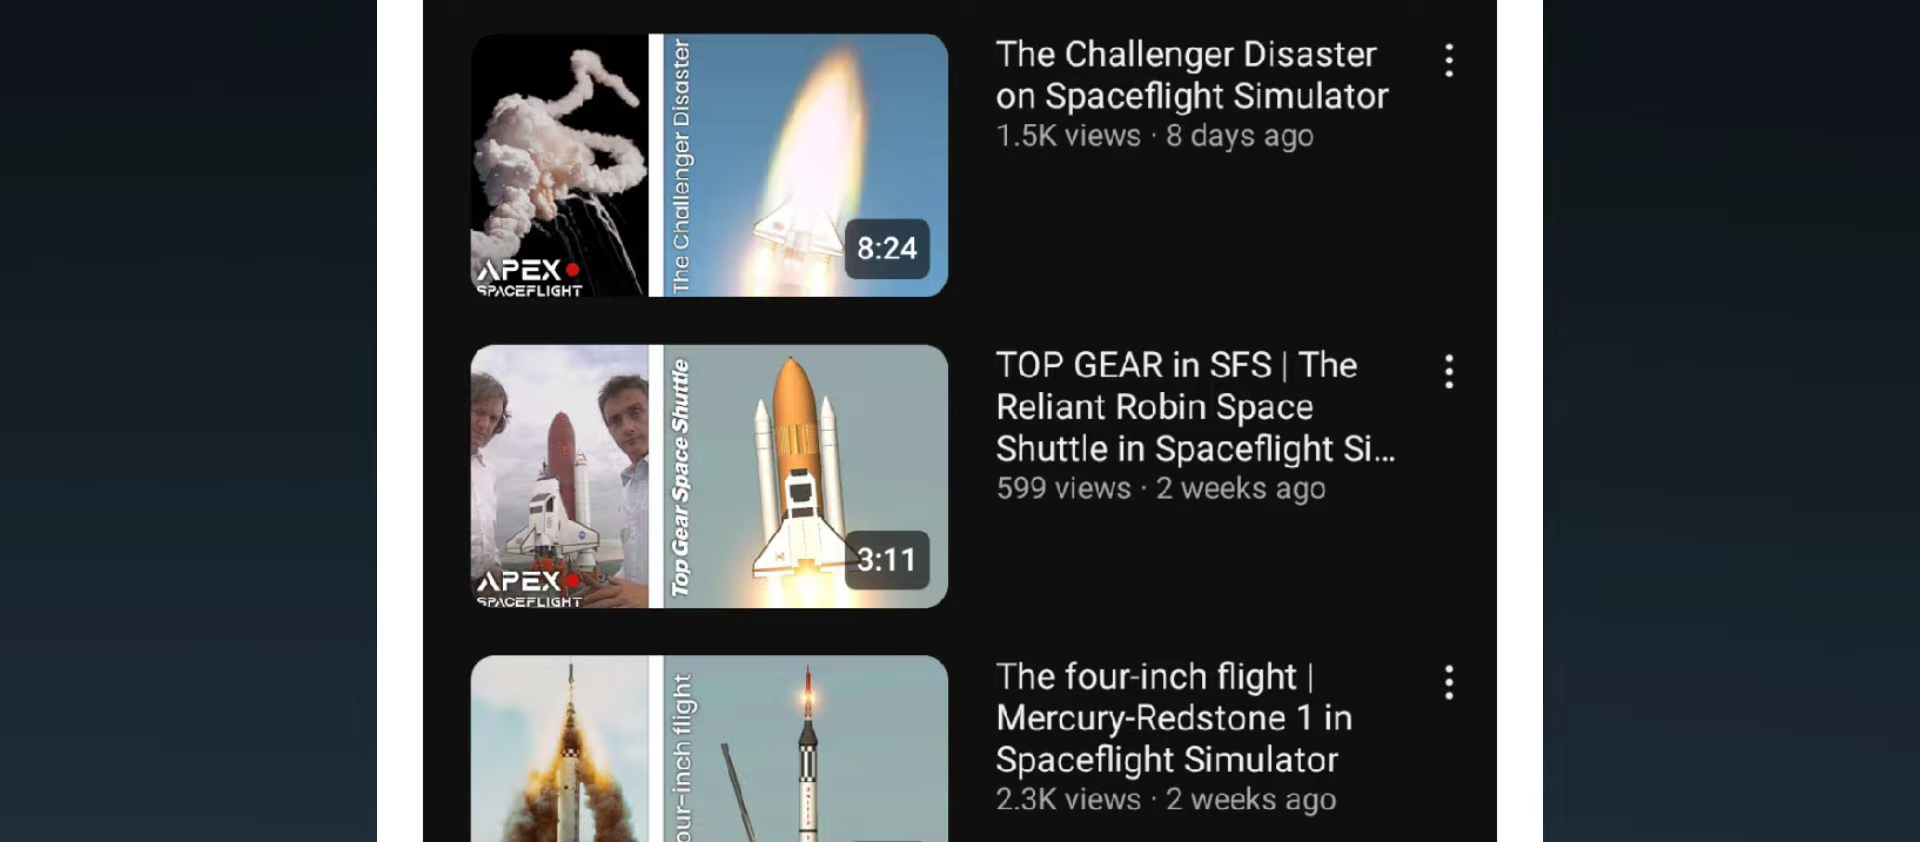 The Challenger Disaster
8:24
APEX
SPACEFLIGHT
The Challenger Disaster
on Spaceflight Simulator
1.5K views · 8 days ago
Top Gear Space Shuttle
3:11
APEX
SPACEFLIGHT
TOP GEAR in SFS | The
Reliant Robin Space
Shuttle in Spaceflight Si...
599 views · 2 weeks ago
our-inch flight
UNITED
The four-inch flight |
Mercury-Redstone 1 in
Spaceflight Simulator
2.3K views · 2 weeks ago